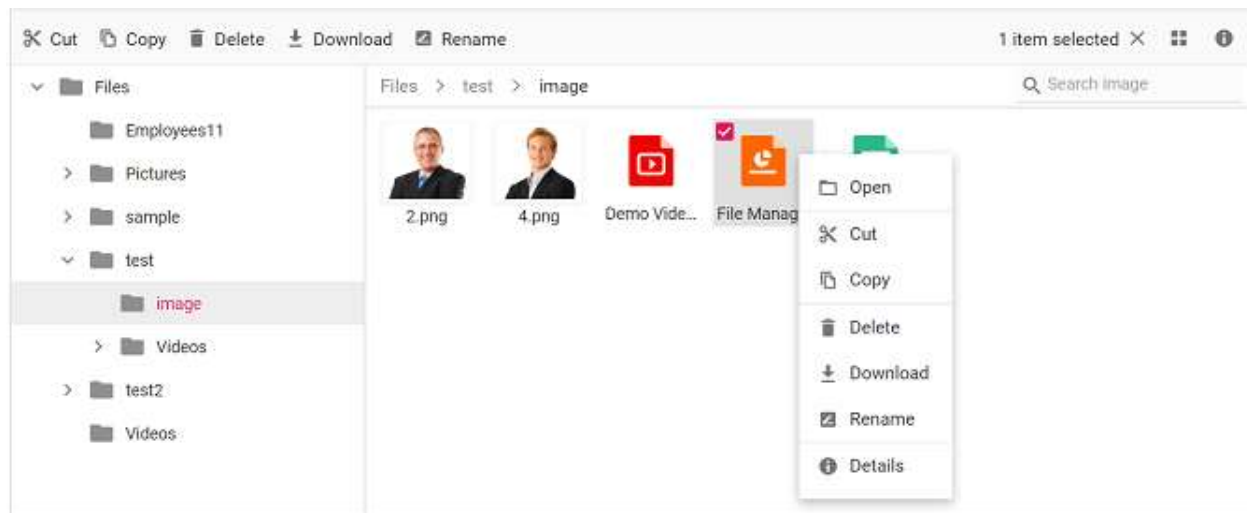 Cut Copy Delete Download Rename 1 item selected
Files
Employees11
Pictures
sample
test
image
Videos
test2
Videos
Files > test > image Search image
2.png 4.png Demo Vide... File Manag
Open
Cut
Copy
Delete
Download
Rename
Details